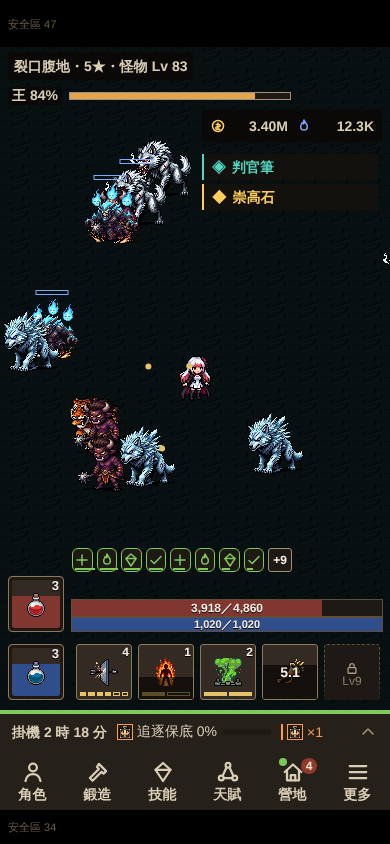 安全區 47
裂口腹地・5★・怪物 Lv 83
王 84%
3.40M 12.3K
判官筆
崇高石
+9
3
3,918／4,860
1,020／1,020
3 4 1 2 5.1 Lv9
掛機 2 時 18 分 追逐保底 0% ×1
角色 鍛造 技能 天賦 營地 4 更多
安全區 34